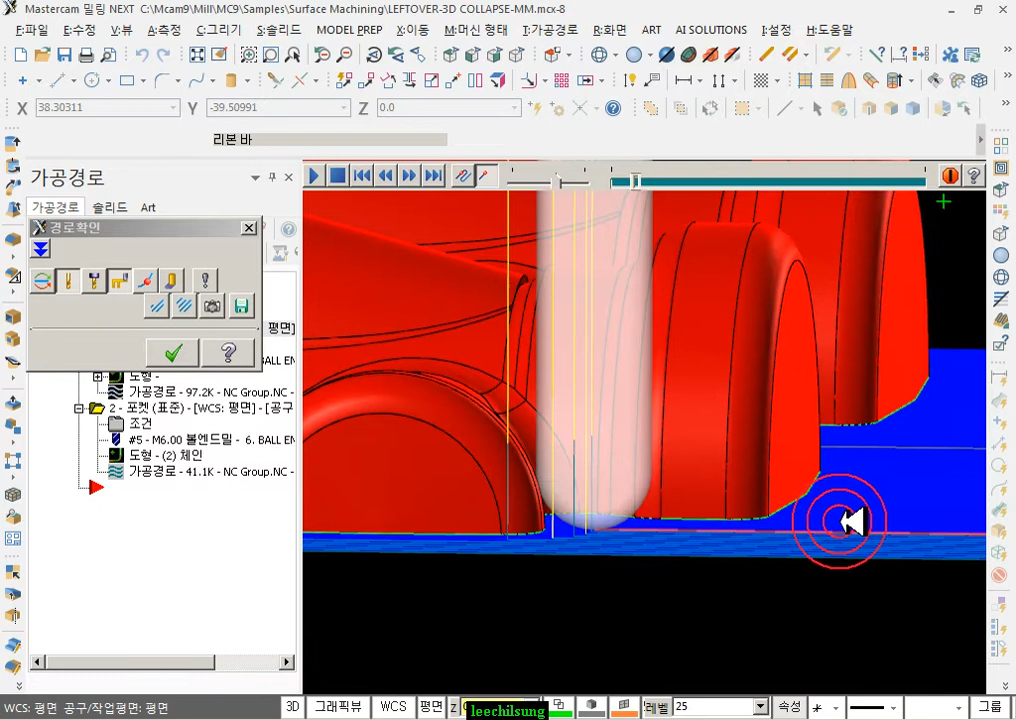 Mastercam 밀링 NEXT  C:\Mcam9\Mill\MC9\Samples\Surface Machining\LEFTOVER-3D COLLAPSE-MM.mcx-8
F:파일 E:수정 V:뷰 A:측정 C:그리기 S:솔리드 MODEL PREP X:이동 M:머신 형태 T:가공경로 R:화면 ART AI SOLUTIONS I:설정 H:도움말
X 38.30311 Y -39.50991 Z 0.0
리본 바
가공경로
가공경로 솔리드 Art
경로확인
평면]
BALL EN
도형 -
가공경로 - 97.2K - NC Group.NC -
2 - 포켓 (표준) - [WCS: 평면] - [공구
조건
#5 - M6.00 볼엔드밀 - 6. BALL EN
도형 - (2) 체인
가공경로 - 41.1K - NC Group.NC -
WCS: 평면 공구/작업평면: 평면 3D 그래픽뷰 WCS 평면 Z 레벨 25 속성 그룹
leechilsung